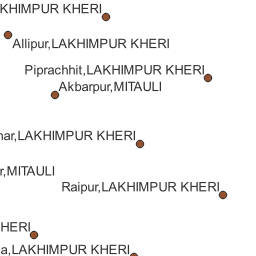 KHIMPUR KHERI
Allipur,LAKHIMPUR KHERI
Piprachhit,LAKHIMPUR KHERI
Akbarpur,MITAULI
nar,LAKHIMPUR KHERI
r,MITAULI
Raipur,LAKHIMPUR KHERI
HERI
a,LAKHIMPUR KHERI